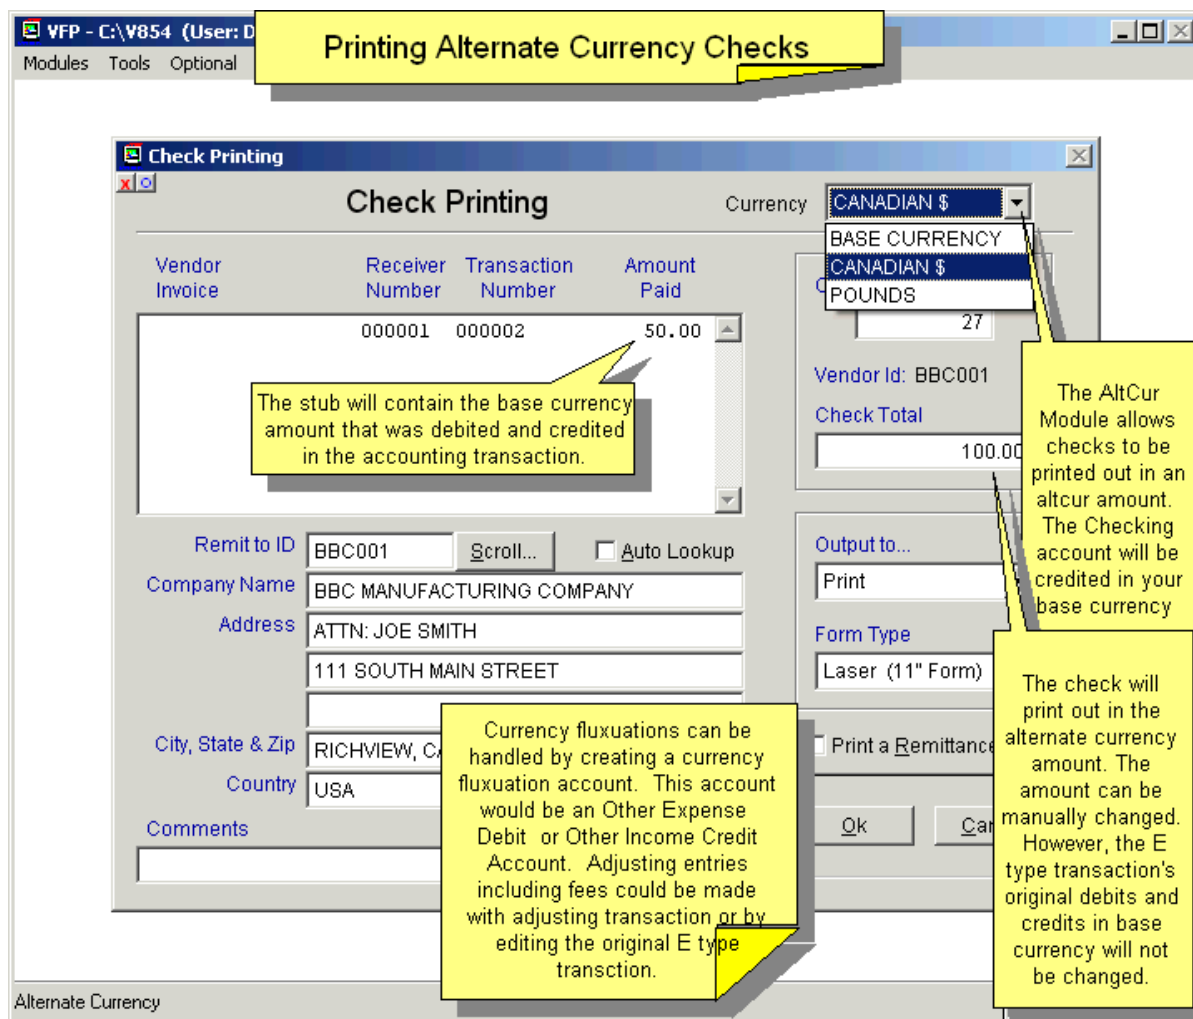 VFP - C:\V854 (User: D
Printing Alternate Currency Checks
Modules Tools Optional
Check Printing
Check Printing
Currency
CANADIAN $
BASE CURRENCY
CANADIAN $
POUNDS
Vendor Invoice
Receiver Number
Transaction Number
Amount Paid
000001 000002 50.00
27
The stub will contain the base currency
amount that was debited and credited
in the accounting transaction.
Vendor Id: BBC001
Check Total
100.00
The AltCur
Module allows
checks to be
printed out in an
altcur amount.
The Checking
account will be
credited in your
base currency
Remit to ID BBC001 Scroll... Auto Lookup
Company Name BBC MANUFACTURING COMPANY
Address ATTN: JOE SMITH
111 SOUTH MAIN STREET
City, State & Zip RICHVIEW, CA
Country USA
Comments
Output to...
Print
Form Type
Laser (11" Form)
Print a Remittance
Ok
Can
Currency fluxuations can be
handled by creating a currency
fluxuation account. This account
would be an Other Expense
Debit or Other Income Credit
Account. Adjusting entries
including fees could be made
with adjusting transaction or by
editing the original E type
transction.
The check will
print out in the
alternate currency
amount. The
amount can be
manually changed.
However, the E
type transaction's
original debits and
credits in base
currency will not
be changed.
Alternate Currency